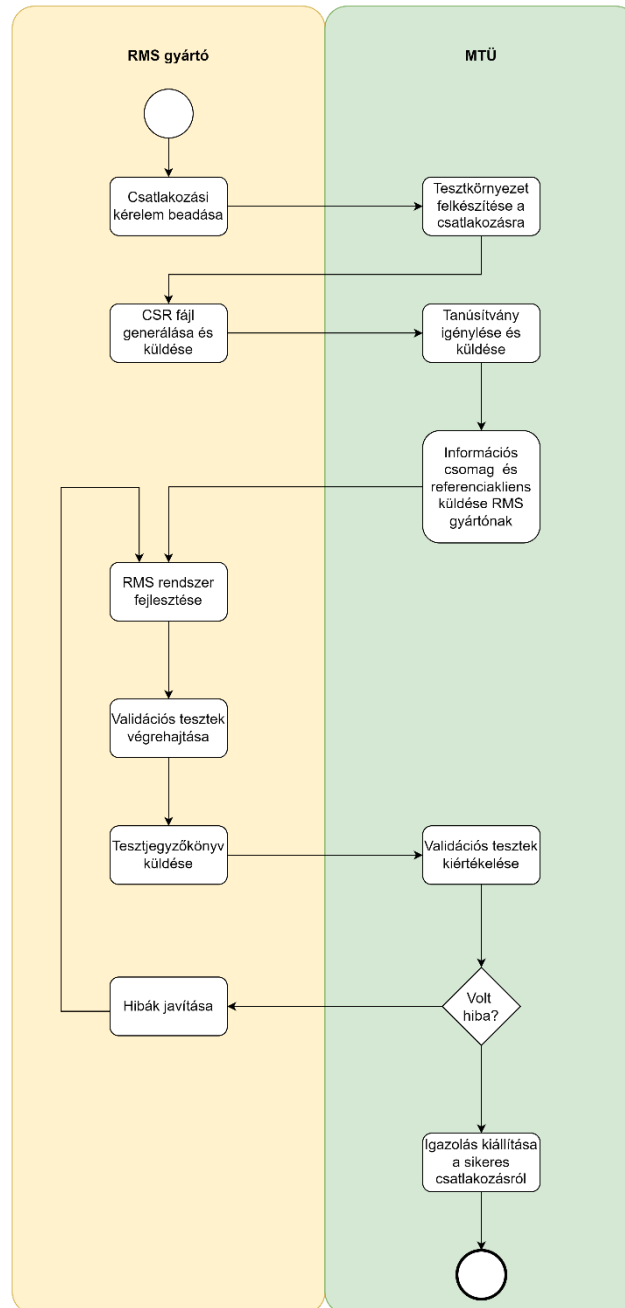 RMS gyártó
MTÜ
Csatlakozási
kérelem beadása
Tesztkörnyezet
felkészítése a
csatlakozásra
CSR fájl
generálása és
küldése
Tanúsítvány
igénylése és
küldése
Információs
csomag és
referenciakliens
küldése RMS
gyártónak
RMS rendszer
fejlesztése
Validációs tesztek
végrehajtása
Tesztjegyzőkönyv
küldése
Validációs tesztek
kiértékelése
Volt
hiba?
Hibák javítása
Igazolás kiállítása
a sikeres
csatlakozásról